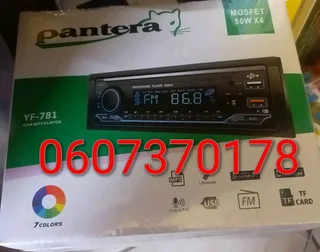 pantera
MOSFET
50W X4
FM 86.8
YF-781
CAR MP3 PLAYER
0607370178
7 COLORS
MP3
USB
FM
TF
CARD